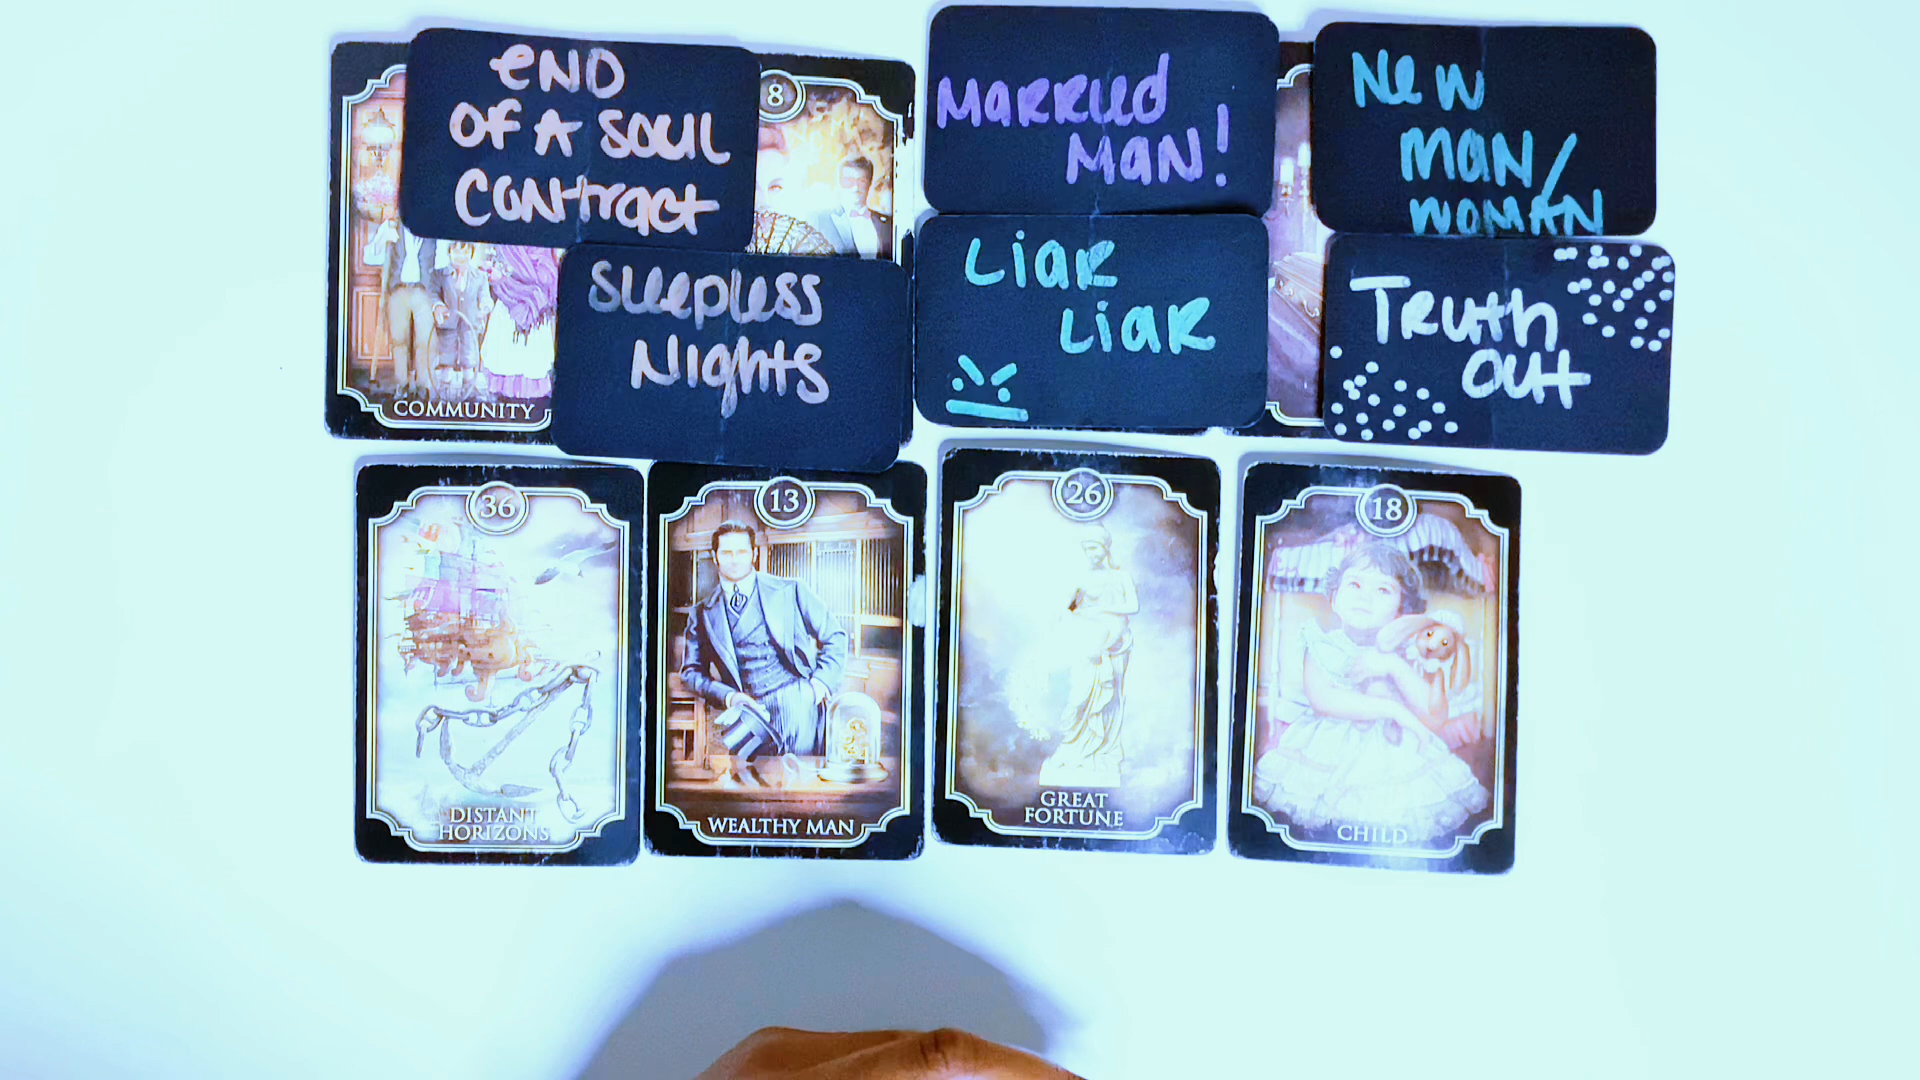 END
OF A SOUL
CONTRACT
8
MARRIED
MAN!
NEW
MAN/
WOMAN
SLEEPLESS
NIGHTS
LIAR
LIAR
TRUTH
OUT
COMMUNITY
36
DISTANT
HORIZONS
13
WEALTHY MAN
26
GREAT
FORTUNE
18
CHILD